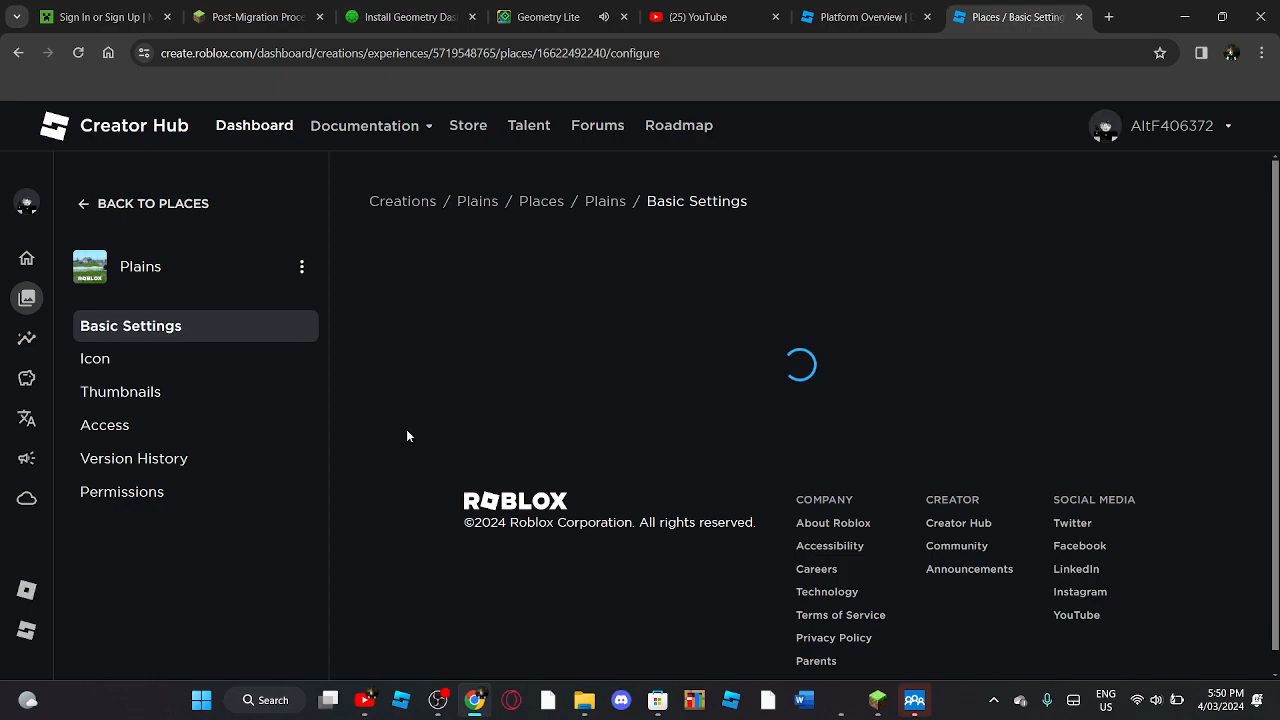 Sign In or Sign Up | M
Post-Migration Proce
Install Geometry Das
Geometry Lite
(25) YouTube
Platform Overview | D
Places / Basic Setting
create.roblox.com/dashboard/creations/experiences/5719548765/places/16622492240/configure
Creator Hub
Dashboard
Documentation
Store
Talent
Forums
Roadmap
AltF406372
BACK TO PLACES
Creations / Plains / Places / Plains / Basic Settings
ROBLOX
Plains
Basic Settings
Icon
Thumbnails
Access
Version History
Permissions
ROBLOX
©2024 Roblox Corporation. All rights reserved.
COMPANY
About Roblox
Accessibility
Careers
Technology
Terms of Service
Privacy Policy
Parents
CREATOR
Creator Hub
Community
Announcements
SOCIAL MEDIA
Twitter
Facebook
LinkedIn
Instagram
YouTube
Search
ENG
US
5:50 PM
4/03/2024